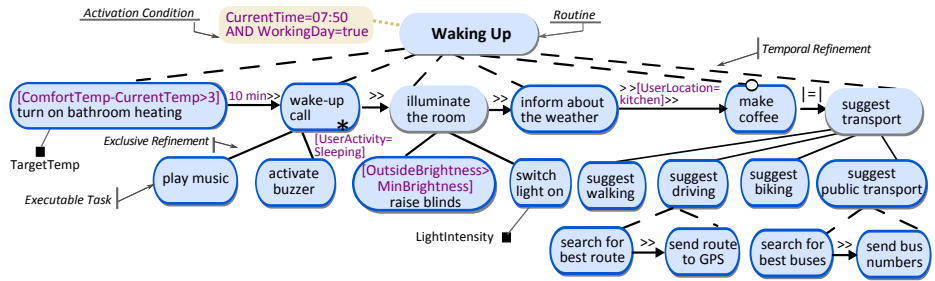 Activation Condition
CurrentTime=07:50
AND WorkingDay=true
Waking Up
Routine
Temporal Refinement
[ComfortTemp-CurrentTemp>3]
turn on bathroom heating
10 min>>
wake-up
call
*
>>
illuminate
the room
>>
inform about
the weather
>>[UserLocation=
kitchen]>>
make
coffee
|=|
suggest
transport
TargetTemp
Exclusive Refinement
[UserActivity=
Sleeping]
Executable Task
play music
activate
buzzer
[OutsideBrightness>
MinBrightness]
raise blinds
switch
light on
LightIntensity
suggest
walking
suggest
driving
suggest
biking
suggest
public transport
search for
best route
>>
send route
to GPS
search for
best buses
>>
send bus
numbers